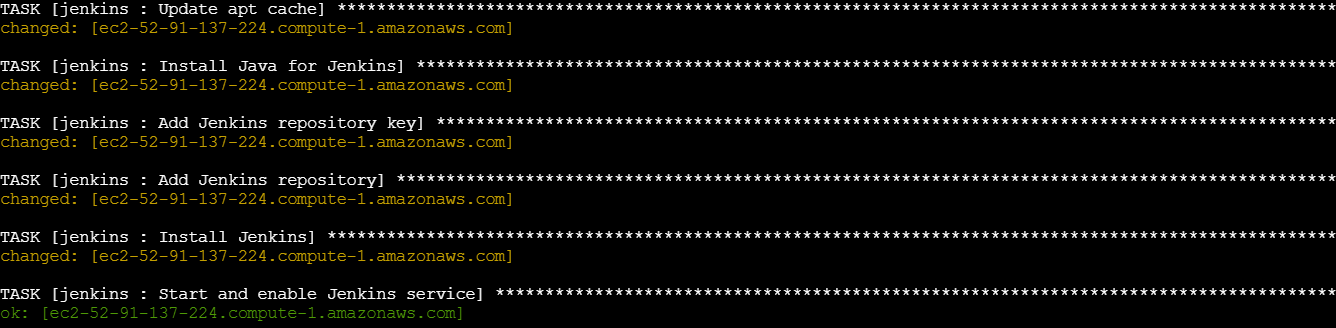 TASK [jenkins : Update apt cache] ****************************************************************************************************
changed: [ec2-52-91-137-224.compute-1.amazonaws.com]
TASK [jenkins : Install Java for Jenkins] ********************************************************************************************
changed: [ec2-52-91-137-224.compute-1.amazonaws.com]
TASK [jenkins : Add Jenkins repository key] ******************************************************************************************
changed: [ec2-52-91-137-224.compute-1.amazonaws.com]
TASK [jenkins : Add Jenkins repository] **********************************************************************************************
changed: [ec2-52-91-137-224.compute-1.amazonaws.com]
TASK [jenkins : Install Jenkins] *****************************************************************************************************
changed: [ec2-52-91-137-224.compute-1.amazonaws.com]
TASK [jenkins : Start and enable Jenkins service] ************************************************************************************
ok: [ec2-52-91-137-224.compute-1.amazonaws.com]